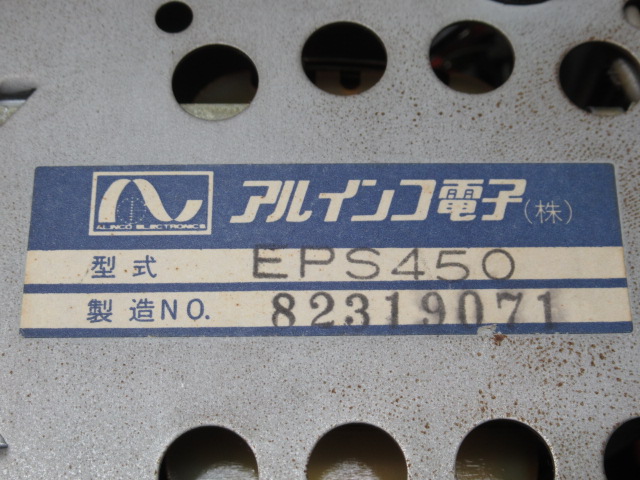 アルインコ電子(株)
ALINCO ELECTRONICS
型式 EPS450
製造NO. 82319071